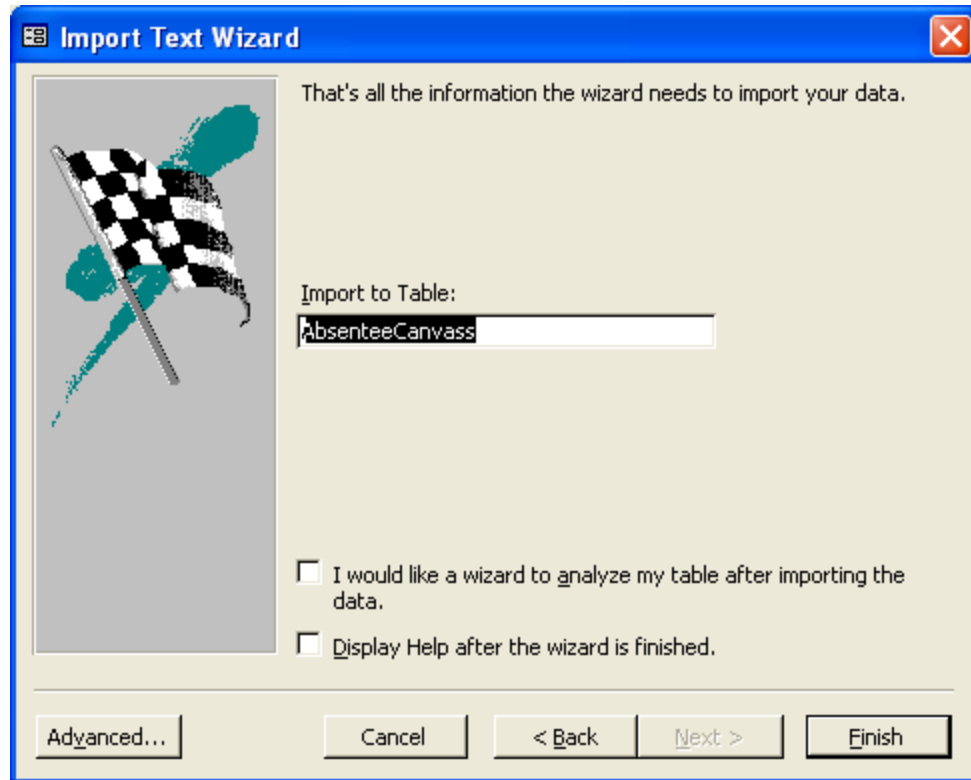 Import Text Wizard
That's all the information the wizard needs to import your data.
Import to Table:
AbsenteeCanvass
I would like a wizard to analyze my table after importing the
data.
Display Help after the wizard is finished.
Advanced... Cancel < Back Next > Finish